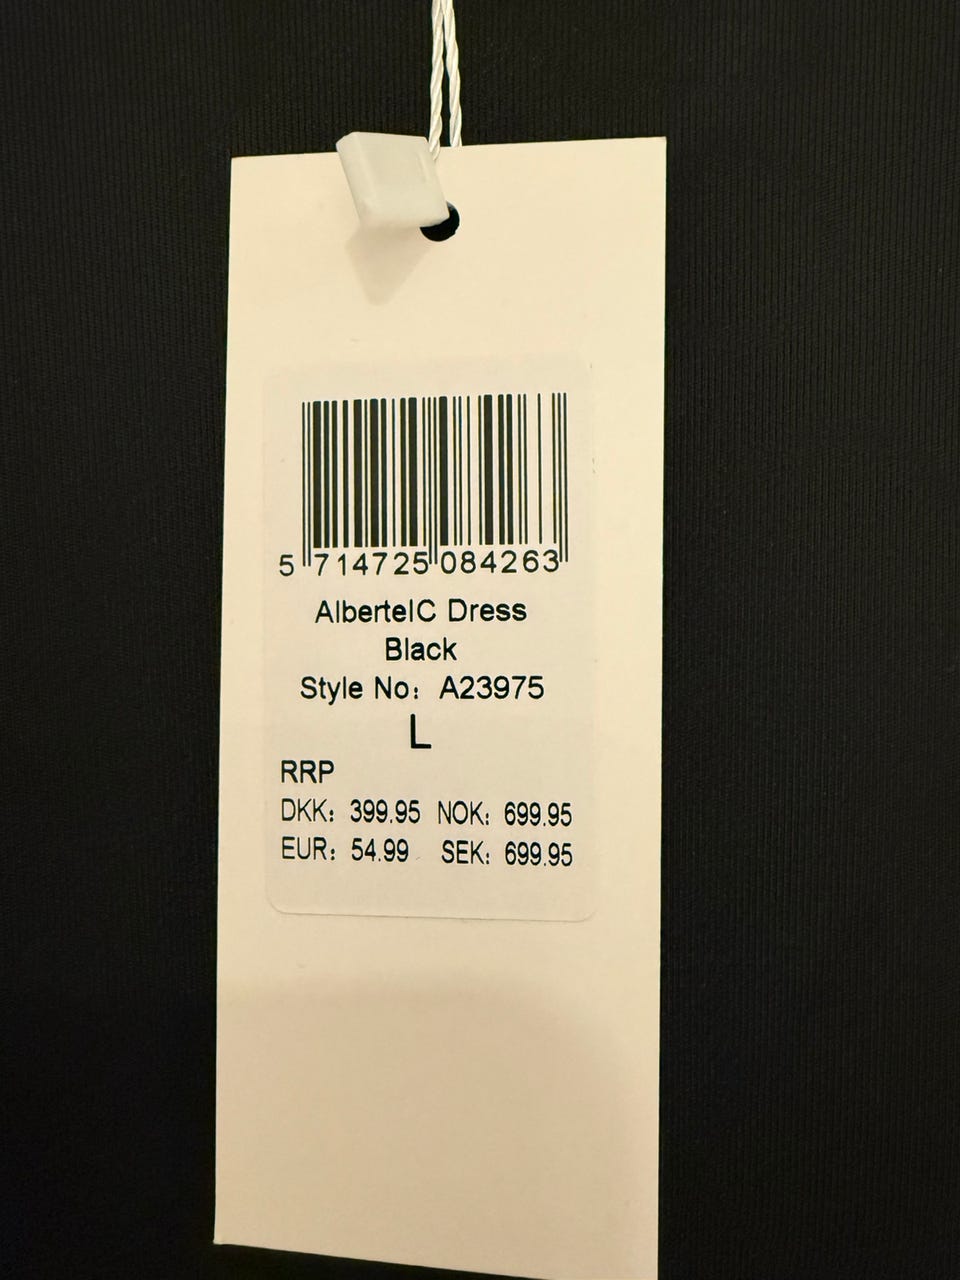 5 714725 084263
AlbertelC Dress
Black
Style No: A23975
L
RRP
DKK: 399.95 NOK: 699.95
EUR: 54.99 SEK: 699.95